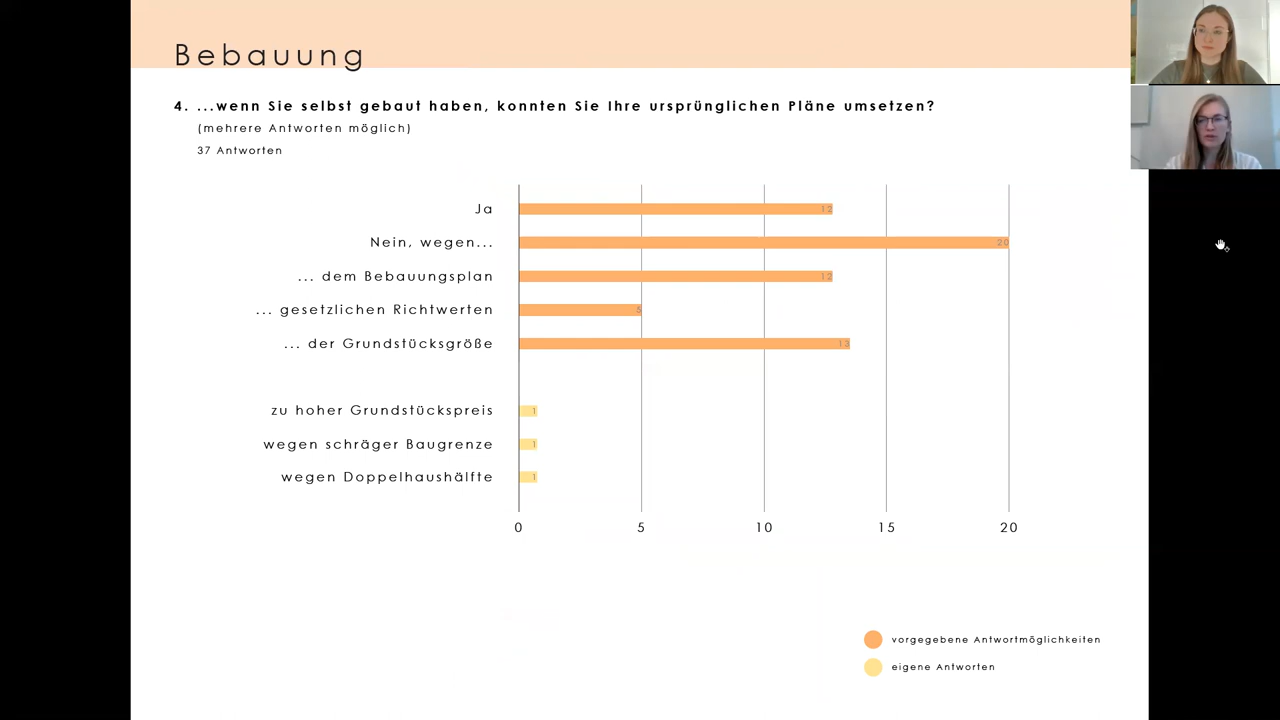 Bebauung
4. ...wenn Sie selbst gebaut haben, konnten Sie Ihre ursprünglichen Pläne umsetzen?
(mehrere Antworten möglich)
37 Antworten
Ja 12
Nein, wegen... 20
... dem Bebauungsplan 12
... gesetzlichen Richtwerten 5
... der Grundstücksgröße 13
zu hoher Grundstückspreis 1
wegen schräger Baugrenze 1
wegen Doppelhaushälfte 1
0 5 10 15 20
vorgegebene Antwortmöglichkeiten
eigene Antworten